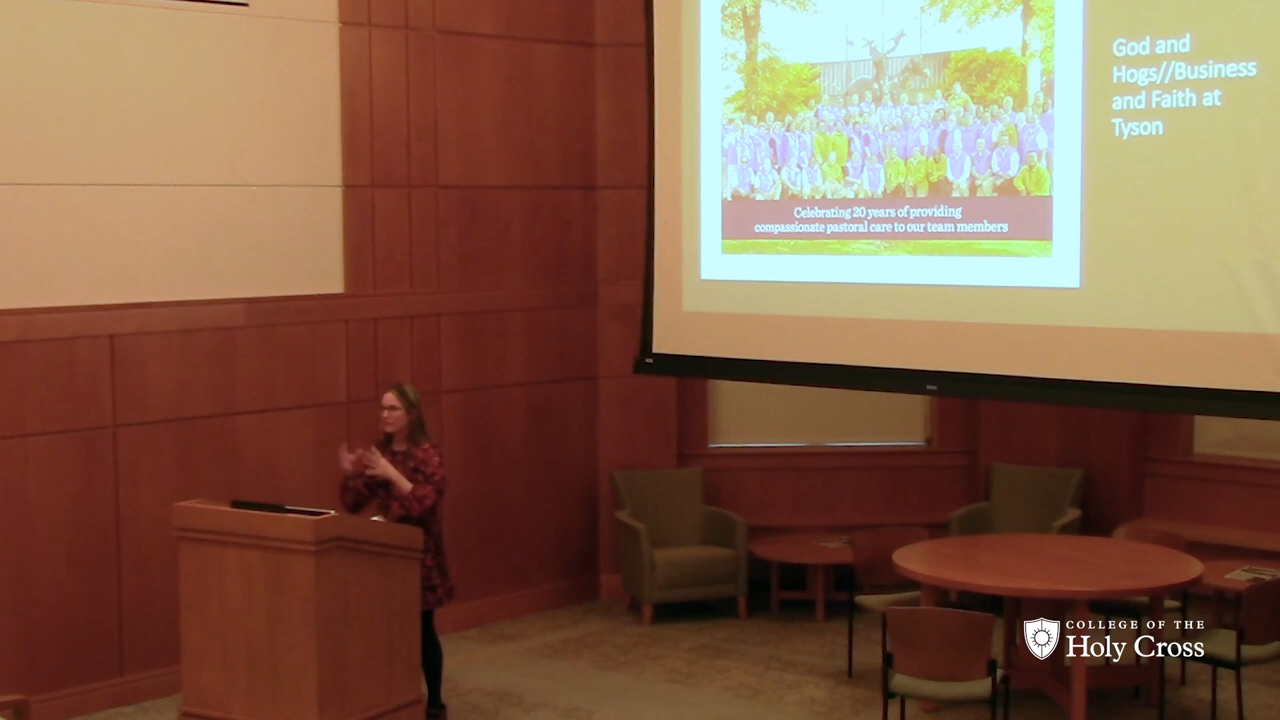 God and
Hogs//Business
and Faith at
Tyson
Celebrating 20 years of providing
compassionate pastoral care to our team members
COLLEGE OF THE
Holy Cross